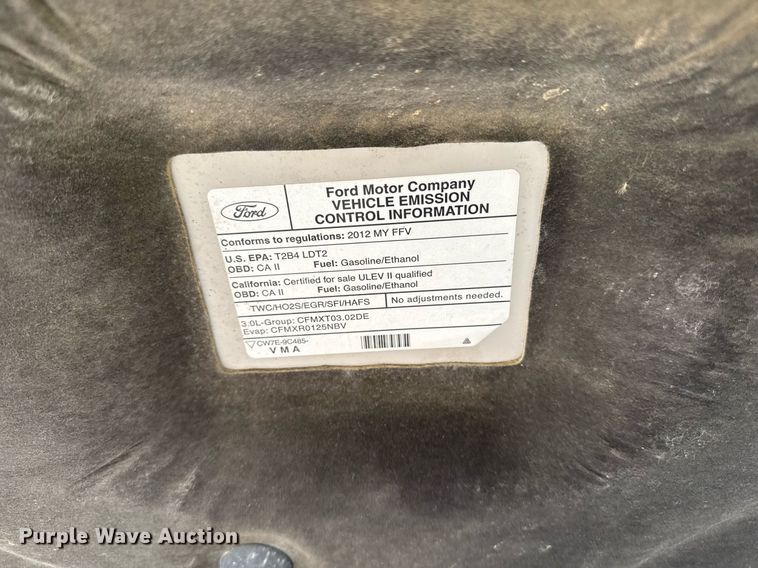 Ford
Ford Motor Company
VEHICLE EMISSION
CONTROL INFORMATION
Conforms to regulations: 2012 MY FFV
U.S. EPA: T2B4 LDT2
OBD: CA II Fuel: Gasoline/Ethanol
California: Certified for sale ULEV II qualified
OBD: CA II Fuel: Gasoline/Ethanol
TWC/HO2S/EGR/SFI/HAFS No adjustments needed.
3.0L-Group: CFMXT03.02DE
Evap: CFMXR0125NBV
CW7E-9C485-
VMA
Purple Wave Auction